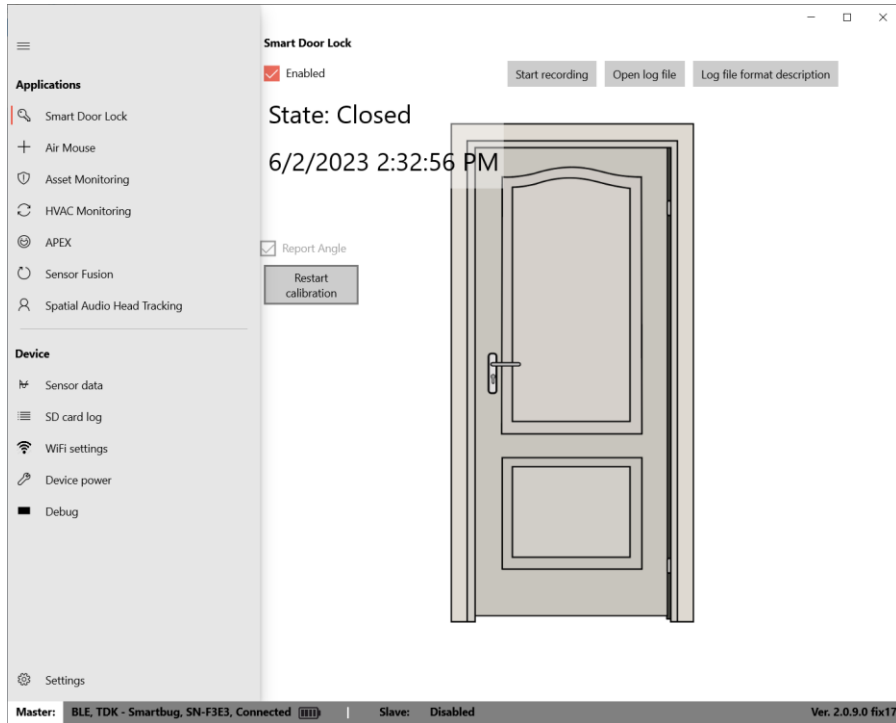 Applications
Smart Door Lock
Air Mouse
Asset Monitoring
HVAC Monitoring
APEX
Sensor Fusion
Spatial Audio Head Tracking
Device
Sensor data
SD card log
WiFi settings
Device power
Debug
Settings
Smart Door Lock
Enabled
Start recording
Open log file
Log file format description
State: Closed
6/2/2023 2:32:56 PM
Report Angle
Restart
calibration
Master: BLE, TDK - Smartbug, SN-F3E3, Connected | Slave: Disabled Ver. 2.0.9.0 fix17